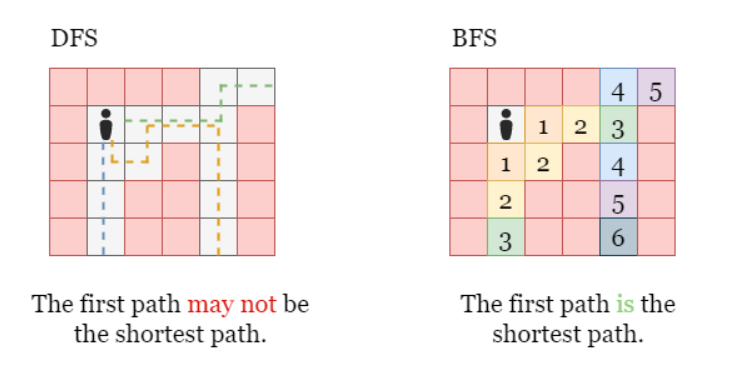 DFS
The first path may not be
the shortest path.
BFS
4 5
1 2 3
1 2 4
2 5
3 6
The first path is the
shortest path.